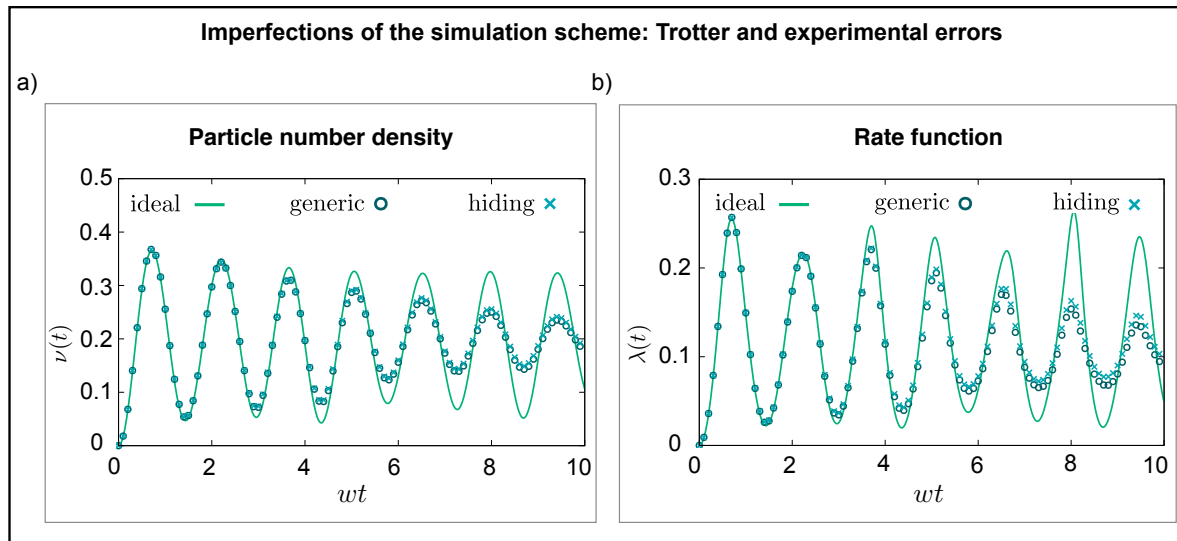 Imperfections of the simulation scheme: Trotter and experimental errors
a)
Particle number density
0.5
0.4
0.3
0.2
0.1
0
ν(t)
ideal
generic
hiding
0 2 4 6 8 10
wt
b)
Rate function
0.3
0.2
0.1
0
λ(t)
ideal
generic
hiding
0 2 4 6 8 10
wt